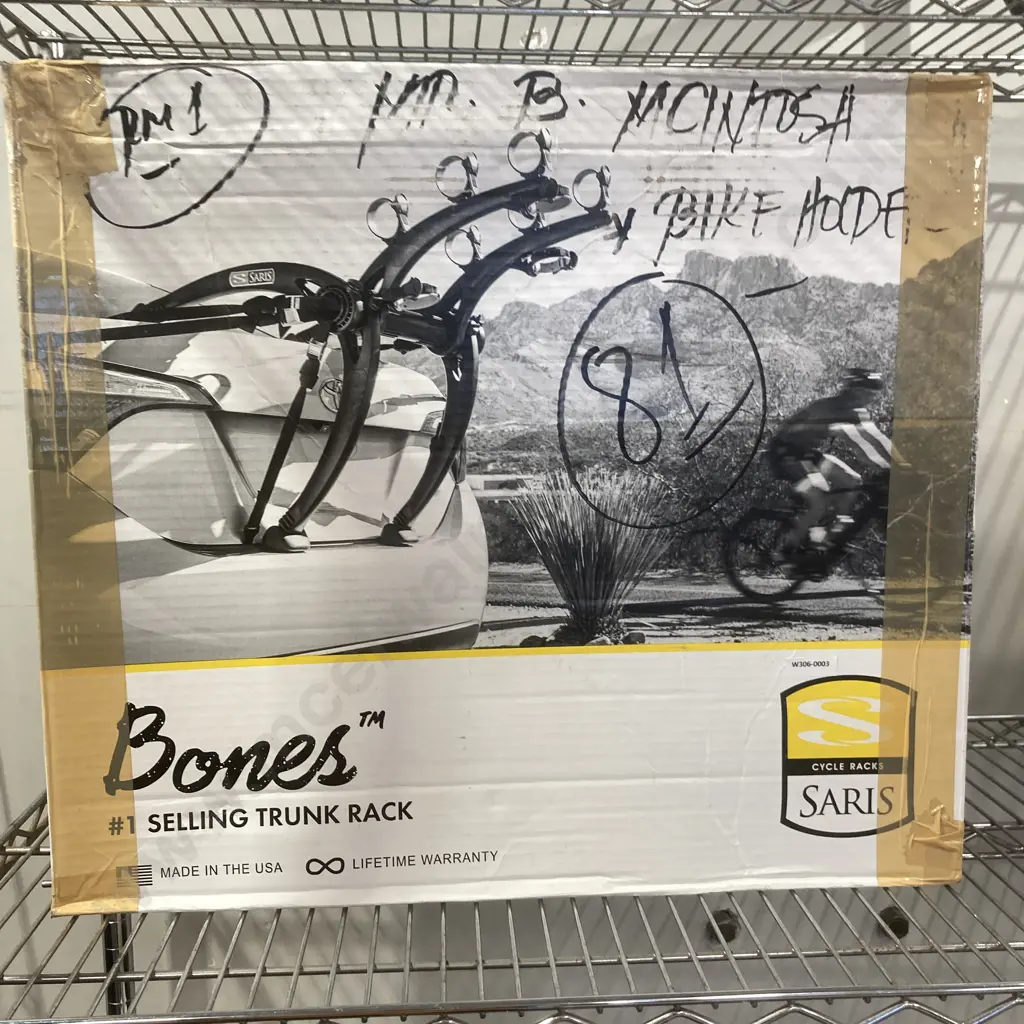 RM 1
MR. B. MCINTOSH
BIKE HOLDE
81
SARIS
W306-0003
Bones™
#1 SELLING TRUNK RACK
MADE IN THE USA
LIFETIME WARRANTY
S
CYCLE RACKS
SARIS